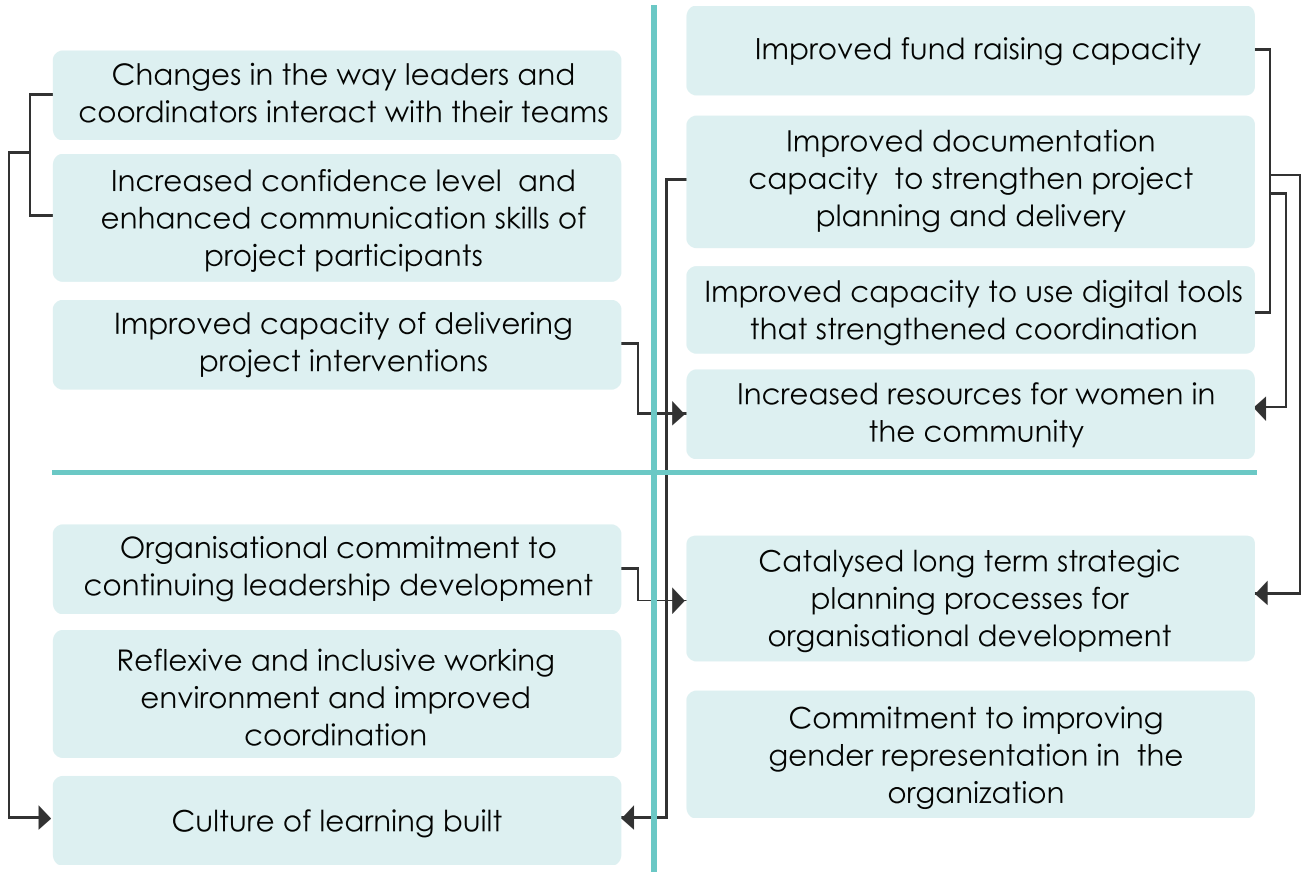 Changes in the way leaders and
coordinators interact with their teams
Increased confidence level  and
enhanced communication skills of
project participants
Improved capacity of delivering
project interventions
Improved fund raising capacity
Improved documentation
capacity  to strengthen project
planning and delivery
Improved capacity to use digital tools
that strengthened coordination
Increased resources for women in
the community
Organisational commitment to
continuing leadership development
Reflexive and inclusive working
environment and improved
coordination
Culture of learning built
Catalysed long term strategic
planning processes for
organisational development
Commitment to improving
gender representation in  the
organization